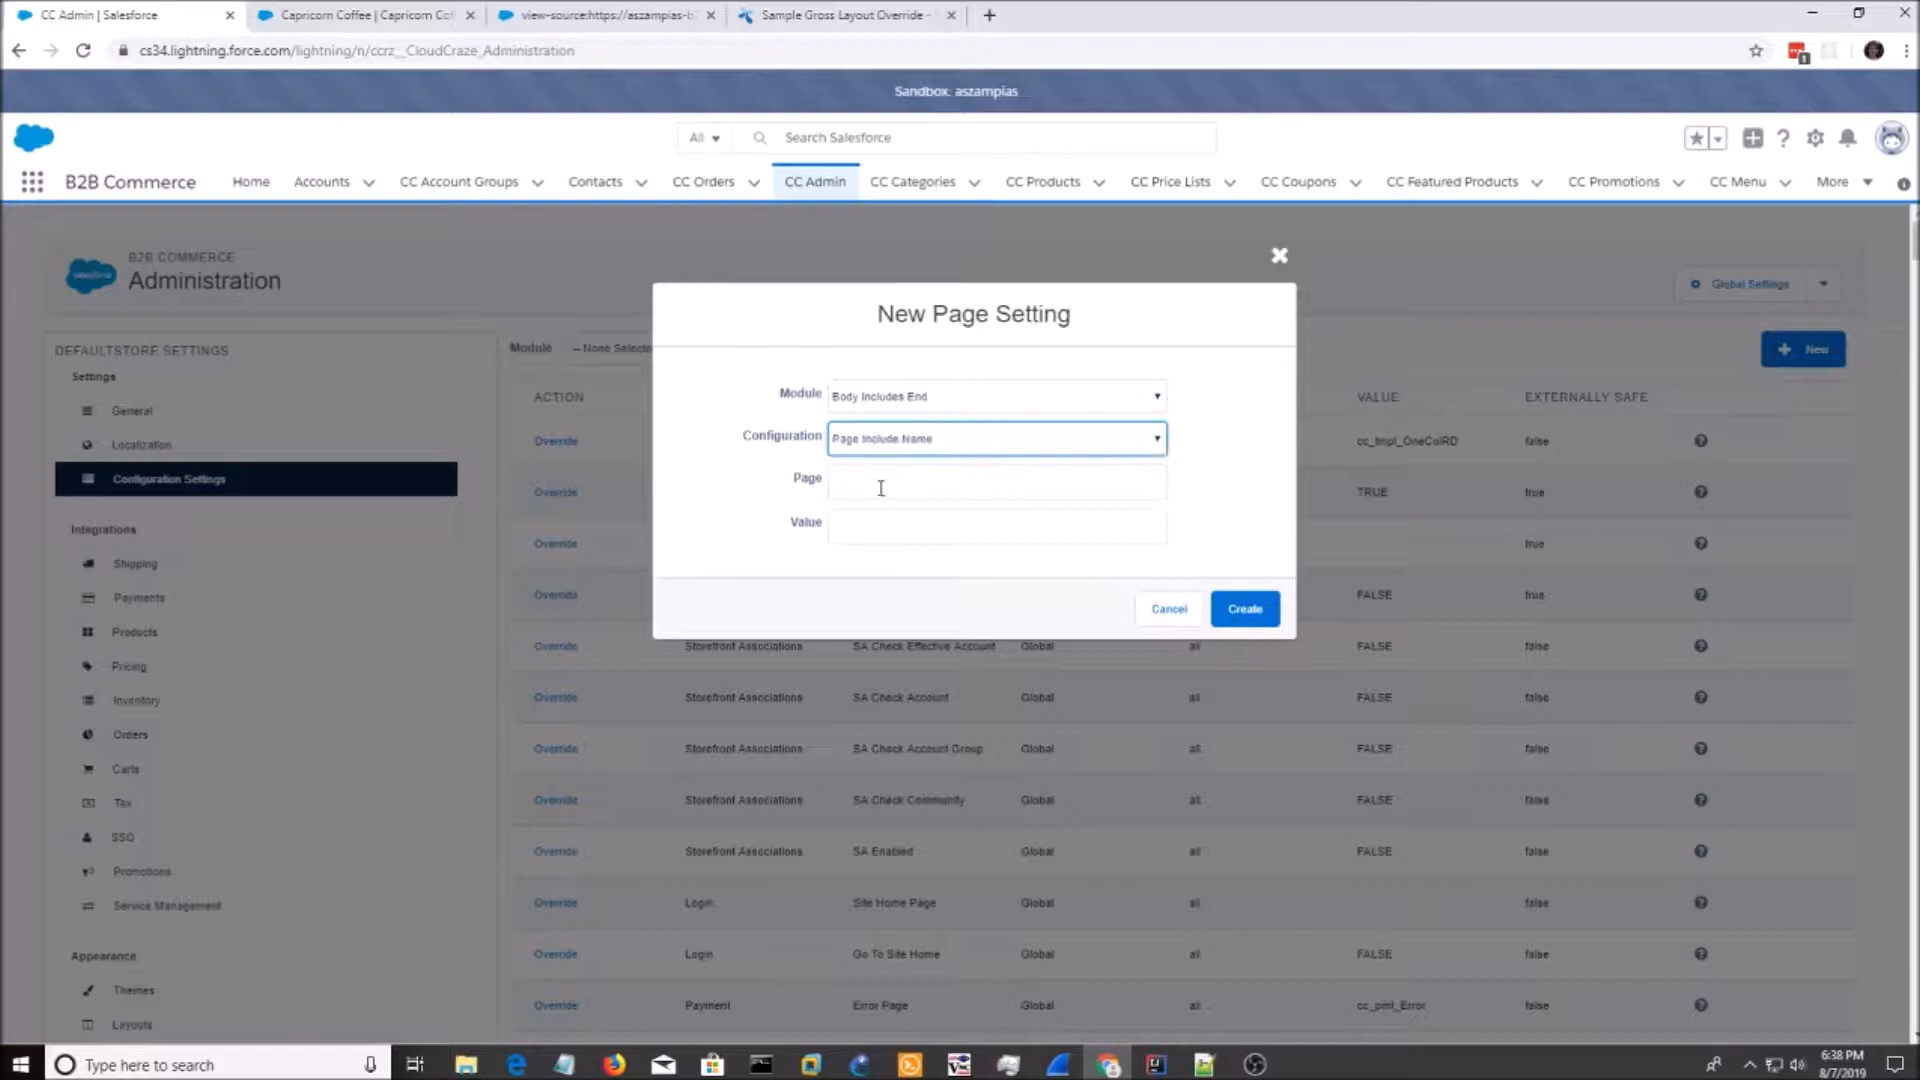 CC Admin | Salesforce
Capricorn Coffee | Capricorn Co
view-source:https://aszampias-
Sample Gross Layout Override -
cs34.lightning.force.com/lightning/n/ccrz__CloudCraze_Administration
Sandbox: aszampias
All
Search Salesforce
B2B Commerce
Home
Accounts
CC Account Groups
Contacts
CC Orders
CC Admin
CC Categories
CC Products
CC Price Lists
CC Coupons
CC Featured Products
CC Promotions
CC Menu
More
B2B COMMERCE
Administration
Global Settings
New Page Setting
DEFAULTSTORE SETTINGS
Module
--None Selecte
New
Settings
General
Localization
Configuration Settings
Integrations
Shipping
Payments
Products
Pricing
Inventory
Orders
Carts
Tax
SSO
Promotions
Service Management
Appearance
Themes
Layouts
Module Body Includes End
Configuration Page Include Name
Page
Value
Cancel
Create
ACTION VALUE EXTERNALLY SAFE
Override cc_tmpl_OneColRD false
Override TRUE true
Override true
Override FALSE true
Override Storefront Associations SA Check Effective Account Global all FALSE false
Override Storefront Associations SA Check Account Global all FALSE false
Override Storefront Associations SA Check Account Group Global all FALSE false
Override Storefront Associations SA Check Community Global all FALSE false
Override Storefront Associations SA Enabled Global all FALSE false
Override Login Site Home Page Global all false
Override Login Go To Site Home Global all FALSE false
Override Payment Error Page Global all cc_pmt_Error false
Type here to search
6:38 PM
8/7/2019